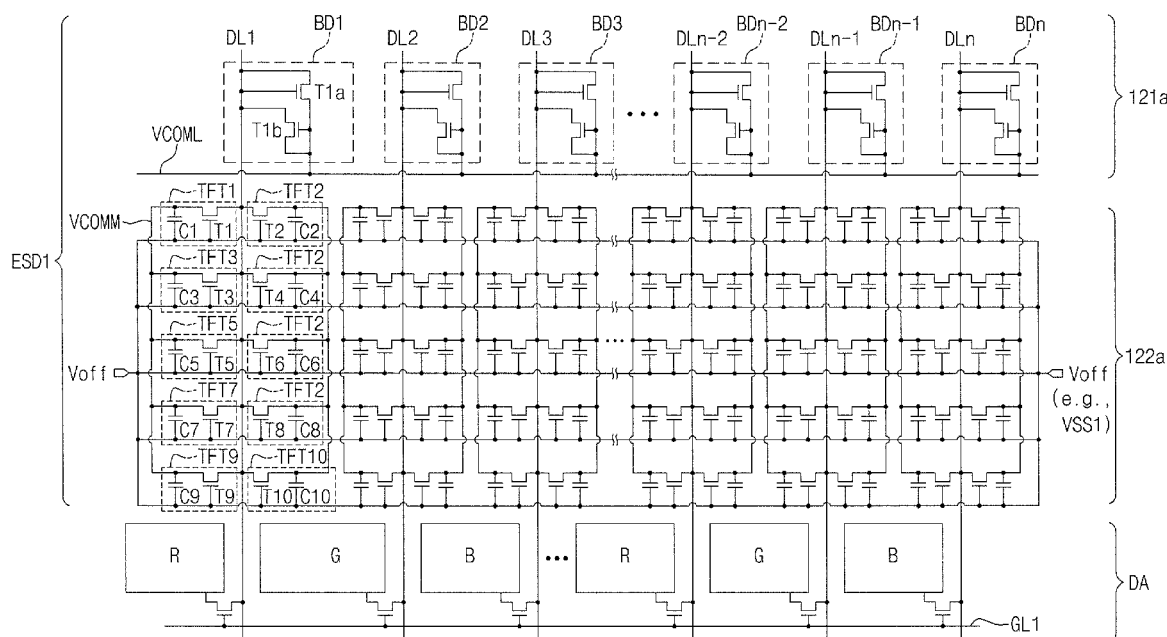 BD1 BD2 BD3 BDn-2 BDn-1 BDn
DL1 DL2 DL3 DLn-2 DLn-1 DLn
T1a
T1b
121a
VCOML
TFT1 TFT2
VCOMM
C1 T1 T2 C2
ESD1
TFT3 TFT2
C3 T3 T4 C4
TFT5 TFT2
C5 T5 T6 C6
122a
Voff
Voff
(e.g.,
VSS1)
TFT7 TFT2
C7 T7 T8 C8
TFT9 TFT10
C9 T9 T10 C10
R G B R G B
DA
GL1